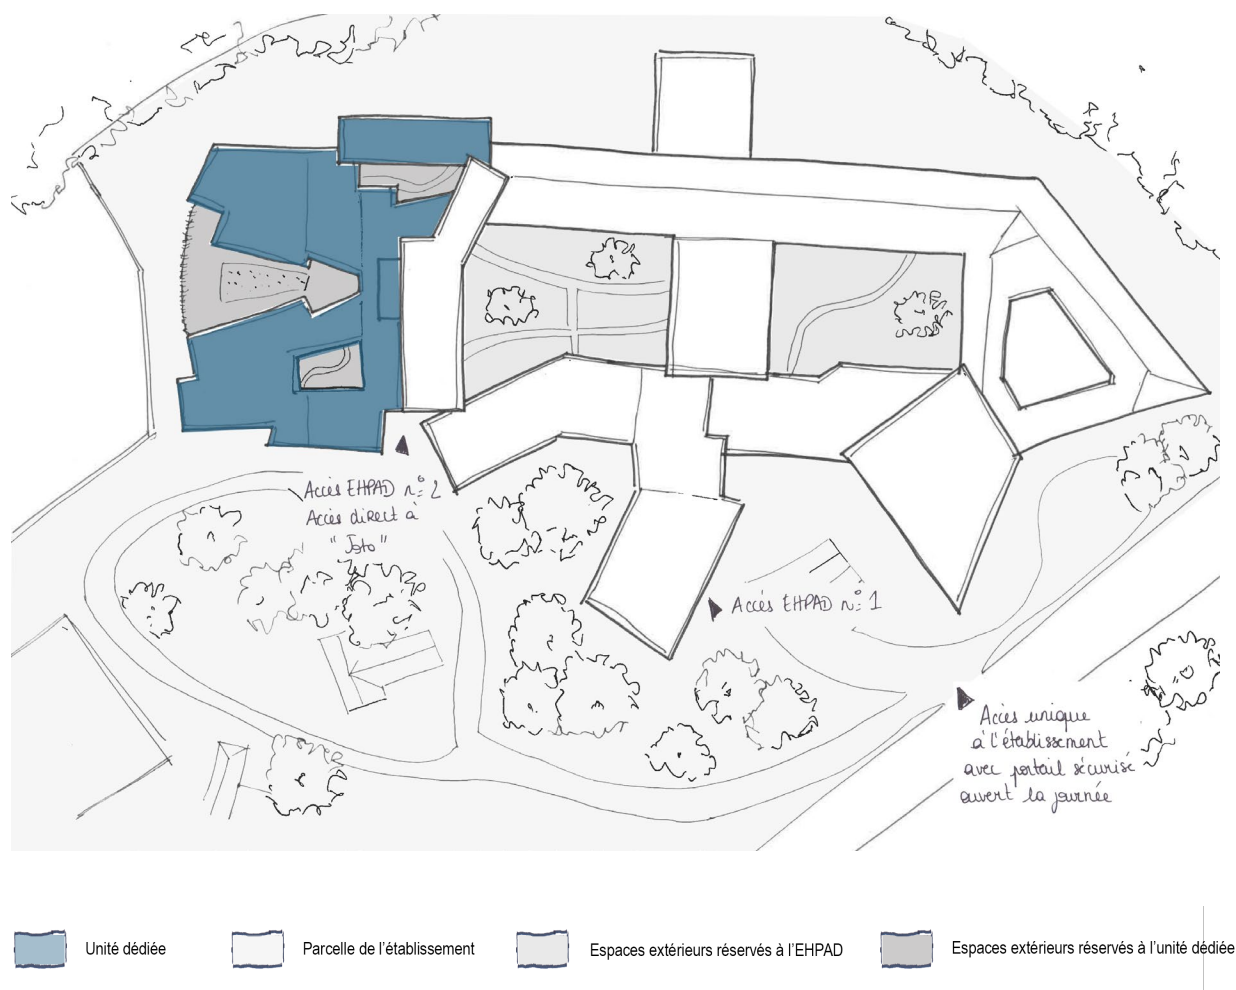 Accès EHPAD n° 2
Accès direct à
Accès EHPAD n° 1
Accès unique
à l'établissement
avec portail sécurisé
ouvert la journée
Unité dédiée
Parcelle de l'établissement
Espaces extérieurs réservés à l'EHPAD
Espaces extérieurs réservés à l'unité dédiée